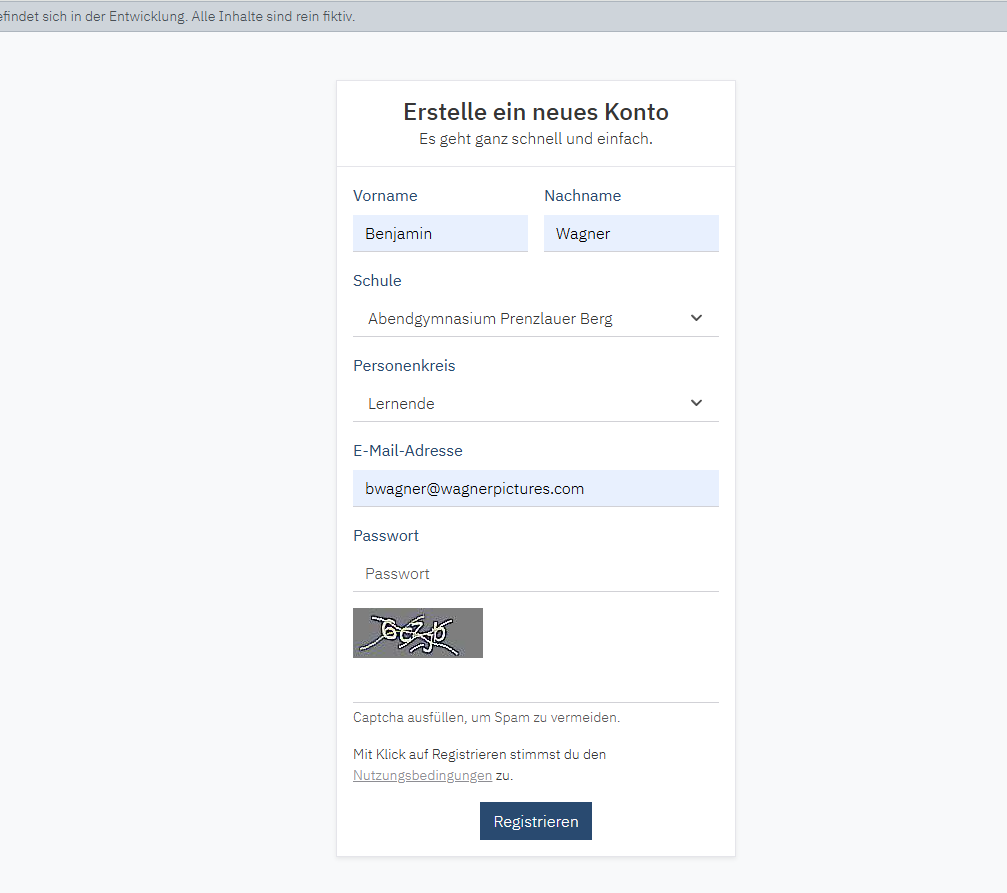 efindet sich in der Entwicklung. Alle Inhalte sind rein fiktiv.
Erstelle ein neues Konto
Es geht ganz schnell und einfach.
Vorname
Nachname
Benjamin
Wagner
Schule
Abendgymnasium Prenzlauer Berg
Personenkreis
Lernende
E-Mail-Adresse
bwagner@wagnerpictures.com
Passwort
Passwort
Captcha ausfüllen, um Spam zu vermeiden.
Mit Klick auf Registrieren stimmst du den
Nutzungsbedingungen zu.
Registrieren